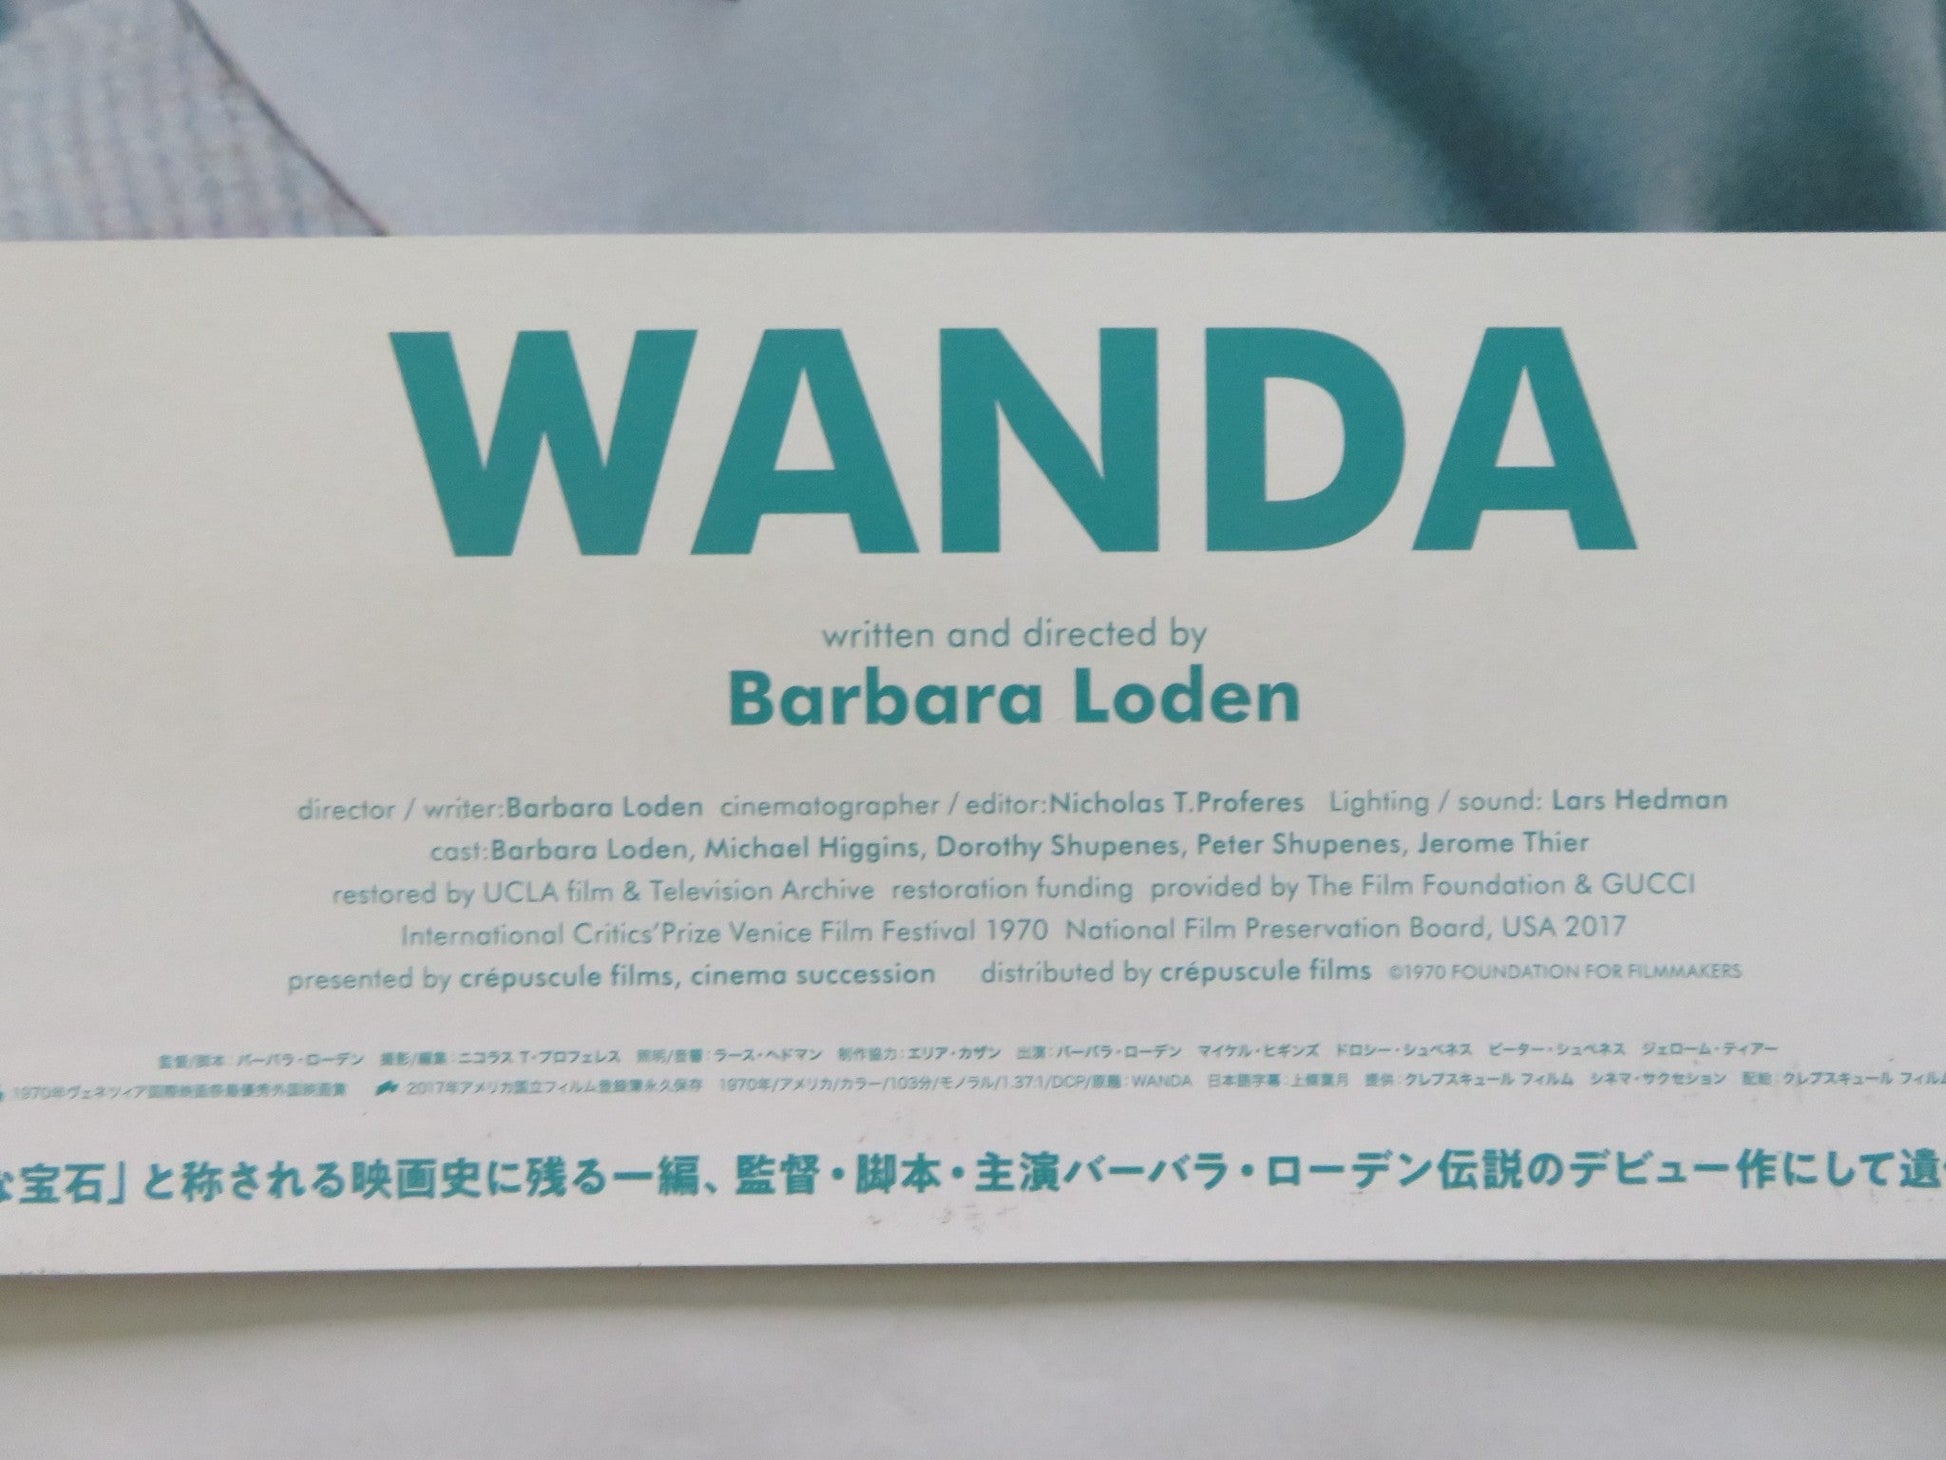 WANDA
written and directed by
Barbara Loden
director / writer:Barbara Loden cinematographer / editor:Nicholas T.Proferes Lighting / sound: Lars Hedman
cast:Barbara Loden, Michael Higgins, Dorothy Shupenes, Peter Shupenes, Jerome Thier
restored by UCLA film & Television Archive restoration funding provided by The Film Foundation & GUCCI
International Critics'Prize Venice Film Festival 1970 National Film Preservation Board, USA 2017
presented by crépuscule films, cinema succession distributed by crépuscule films ©1970 FOUNDATION FOR FILMMAKERS
監督/脚本:バーバラ・ローデン 撮影/編集:ニコラス T・プロフェレス 照明/音響:ラース・ヘドマン 制作協力:エリア・カザン 出演:バーバラ・ローデン マイケル・ヒギンズ ドロシー・シュペネス ピーター・シュペネス ジェローム・ティアー
1970年ヴェネツィア国際映画祭最優秀外国映画賞 2017年アメリカ国立フィルム登録簿永久保存 1970年/アメリカ/カラー/103分/モノラル/1.37:1/DCP/原題:WANDA 日本語字幕:上條葉月 提供:クレプスキュール フィルム シネマ・サクセション 配給:クレプスキュール フィルム
な宝石」と称される映画史に残る一編、監督・脚本・主演バーバラ・ローデン伝説のデビュー作にして遺